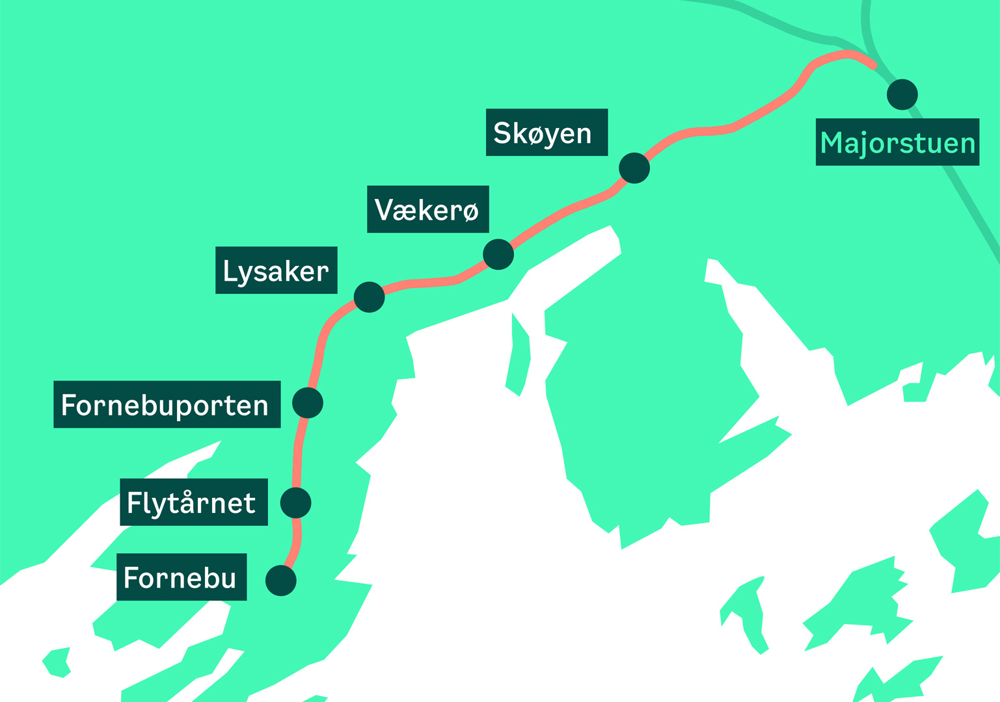 Skøyen
Majorstuen
Vækerø
Lysaker
Fornebuporten
Flytårnet
Fornebu